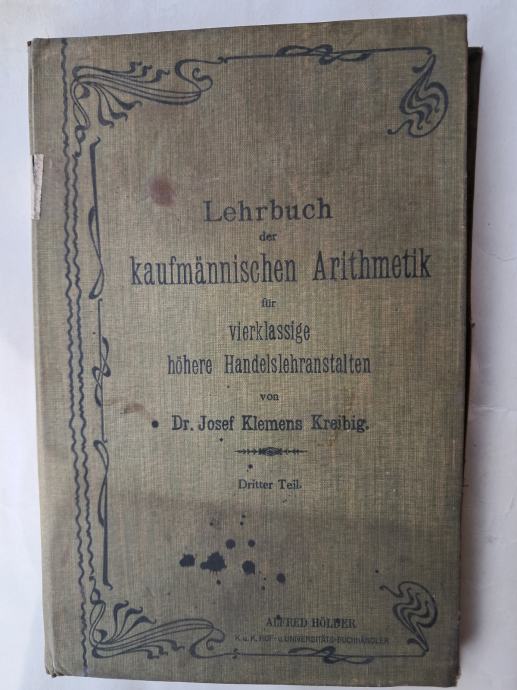 Lehrbuch
der
kaufmännischen Arithmetik
für
vierklassige
höhere Handelslehranstalten
von
Dr. Josef Klemens Kreibig.
Dritter Teil.
ALFRED HÖLDER
K. u. K. HOF- u. UNIVERSITÄTS-BUCHHÄNDLER